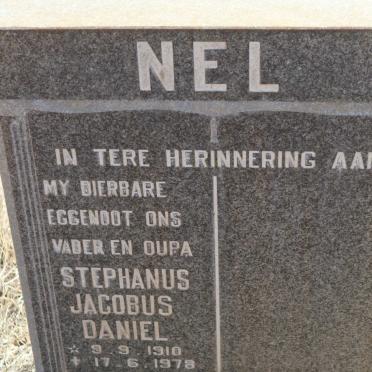 NEL
IN TERE HERINNERING AAN
MY DIERBARE
EGGENOOT ONS
VADER EN OUPA
STEPHANUS
JACOBUS
DANIEL
☆ 9.9.1910
✝ 17.6.1978